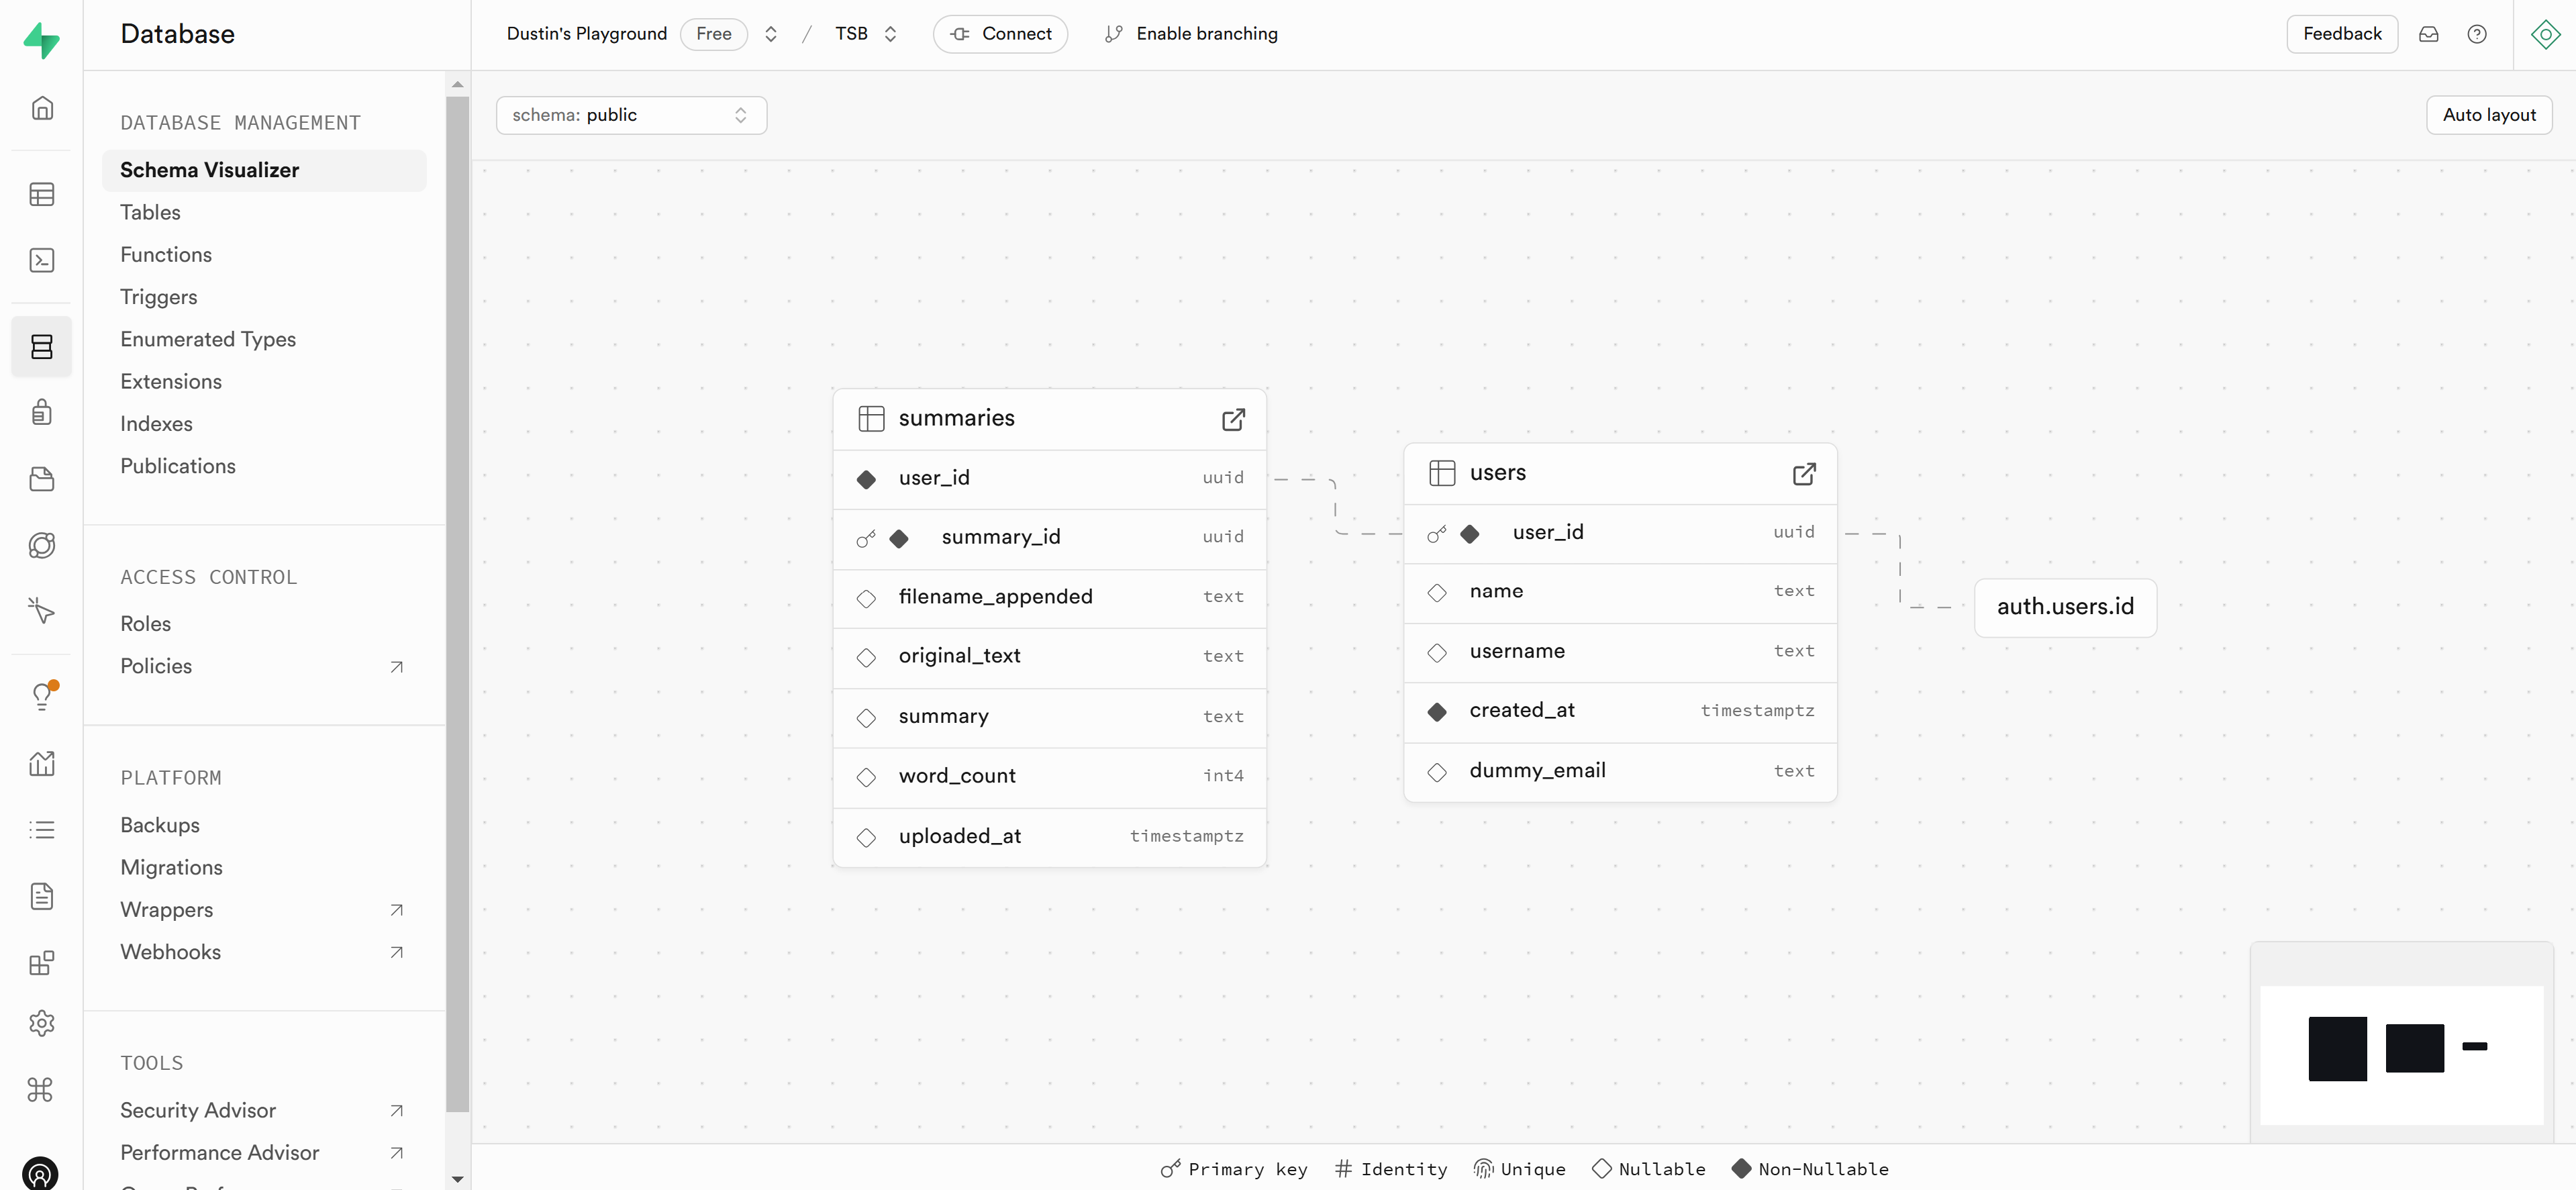 Database
Dustin's Playground Free / TSB Connect Enable branching Feedback
DATABASE MANAGEMENT
Schema Visualizer
Tables
Functions
Triggers
Enumerated Types
Extensions
Indexes
Publications
ACCESS CONTROL
Roles
Policies
PLATFORM
Backups
Migrations
Wrappers
Webhooks
TOOLS
Security Advisor
Performance Advisor
schema: public
Auto layout
summaries
user_id uuid
summary_id uuid
filename_appended text
original_text text
summary text
word_count int4
uploaded_at timestamptz
users
user_id uuid
name text
username text
created_at timestamptz
dummy_email text
auth.users.id
Primary key Identity Unique Nullable Non-Nullable